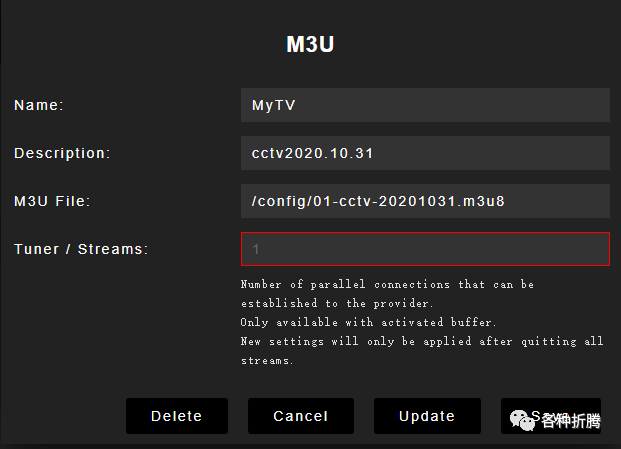 M3U
Name:
MyTV
Description:
cctv2020.10.31
M3U File:
/config/01-cctv-20201031.m3u8
Tuner / Streams:
1
Number of parallel connections that can be
established to the provider.
Only available with activated buffer.
New settings will only be applied after quitting all
streams.
Delete
Cancel
Update
Save
各种折腾